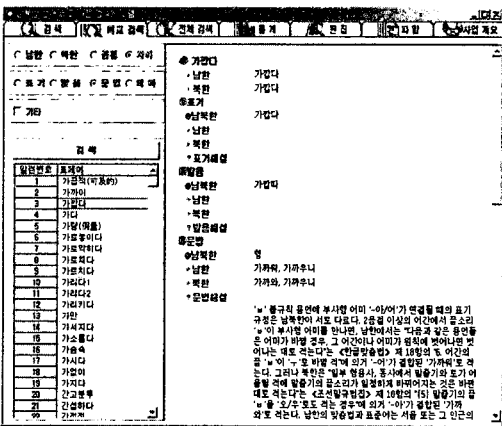 검색
비교 검색
전체 검색
통계
편집
자람
사업 개요
남한 북한 공통 차이
표기 발음 문법 의미
기타
검색
일련번호 표제어
1 가급적(可及的)
2 가까이
3 가깝다
4 가다
5 가량(假量)
6 가로놓이다
7 가로막히다
8 가로채다
9 가르치다
10 가리다1
11 가리다2
12 가리키다
13 가만
14 가서지다
15 가소롭다
16 가슴속
17 가시다
18 가없이
19 가지다
20 간고분투
21 간섭하다
가깝다
남한 가깝다
북한 가깝다
표기
남북한 가깝다
남한
북한
표기해설
발음
남북한 가깝따
남한
북한
발음해설
문법
남북한 형
남한 가까워, 가까우니
북한 가까와, 가까우니
문법해설
'ㅂ' 불규칙 용언에 부사형 어미 '-아/어'가 연결될 때의 표기
규정은 남북한이 서로 다르다. 2음절 이상의 어간에서 끝소리
'ㅂ'이 부사형 어미를 만나면, 남한에서는 "다음과 같은 용언들
은 어미가 바뀔 경우, 그 어간이나 어미가 원칙에 벗어나면 벗
어나는 대로 적는다"는 <한글맞춤법> 제 18항의 '6. 어간의
끝 'ㅂ'이 'ㅜ'로 바뀔 적'에 의거 '-어'가 결합된 '가까워'로 적
는다. 그러나 북한은 "일부 형용사, 동사에서 말줄기와 토가 어
울릴 적에 말줄기의 끝소리가 일정하게 바뀌어지는 것은 바뀐
대로 적는다"는 <조선말규범집> 제 10항의 "(5) 말줄기의 끝
'ㅂ'을 '오/우'로도 적는 경우"에 의거 '-아'가 결합된 '가까
와'로 적는다. 남한의 맞춤법과 표준어는 서울 또는 그 인근의